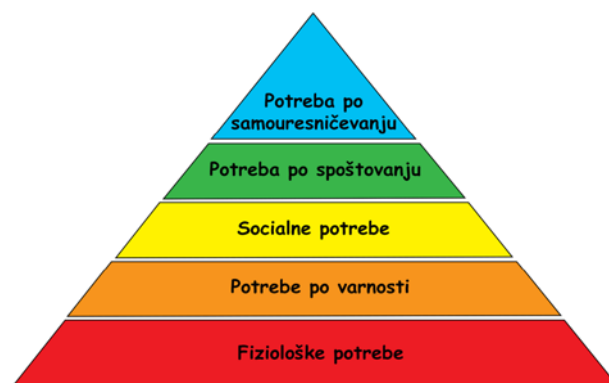 Potreba po
samouresničevanju
Potreba po spoštovanju
Socialne potrebe
Potrebe po varnosti
Fiziološke potrebe